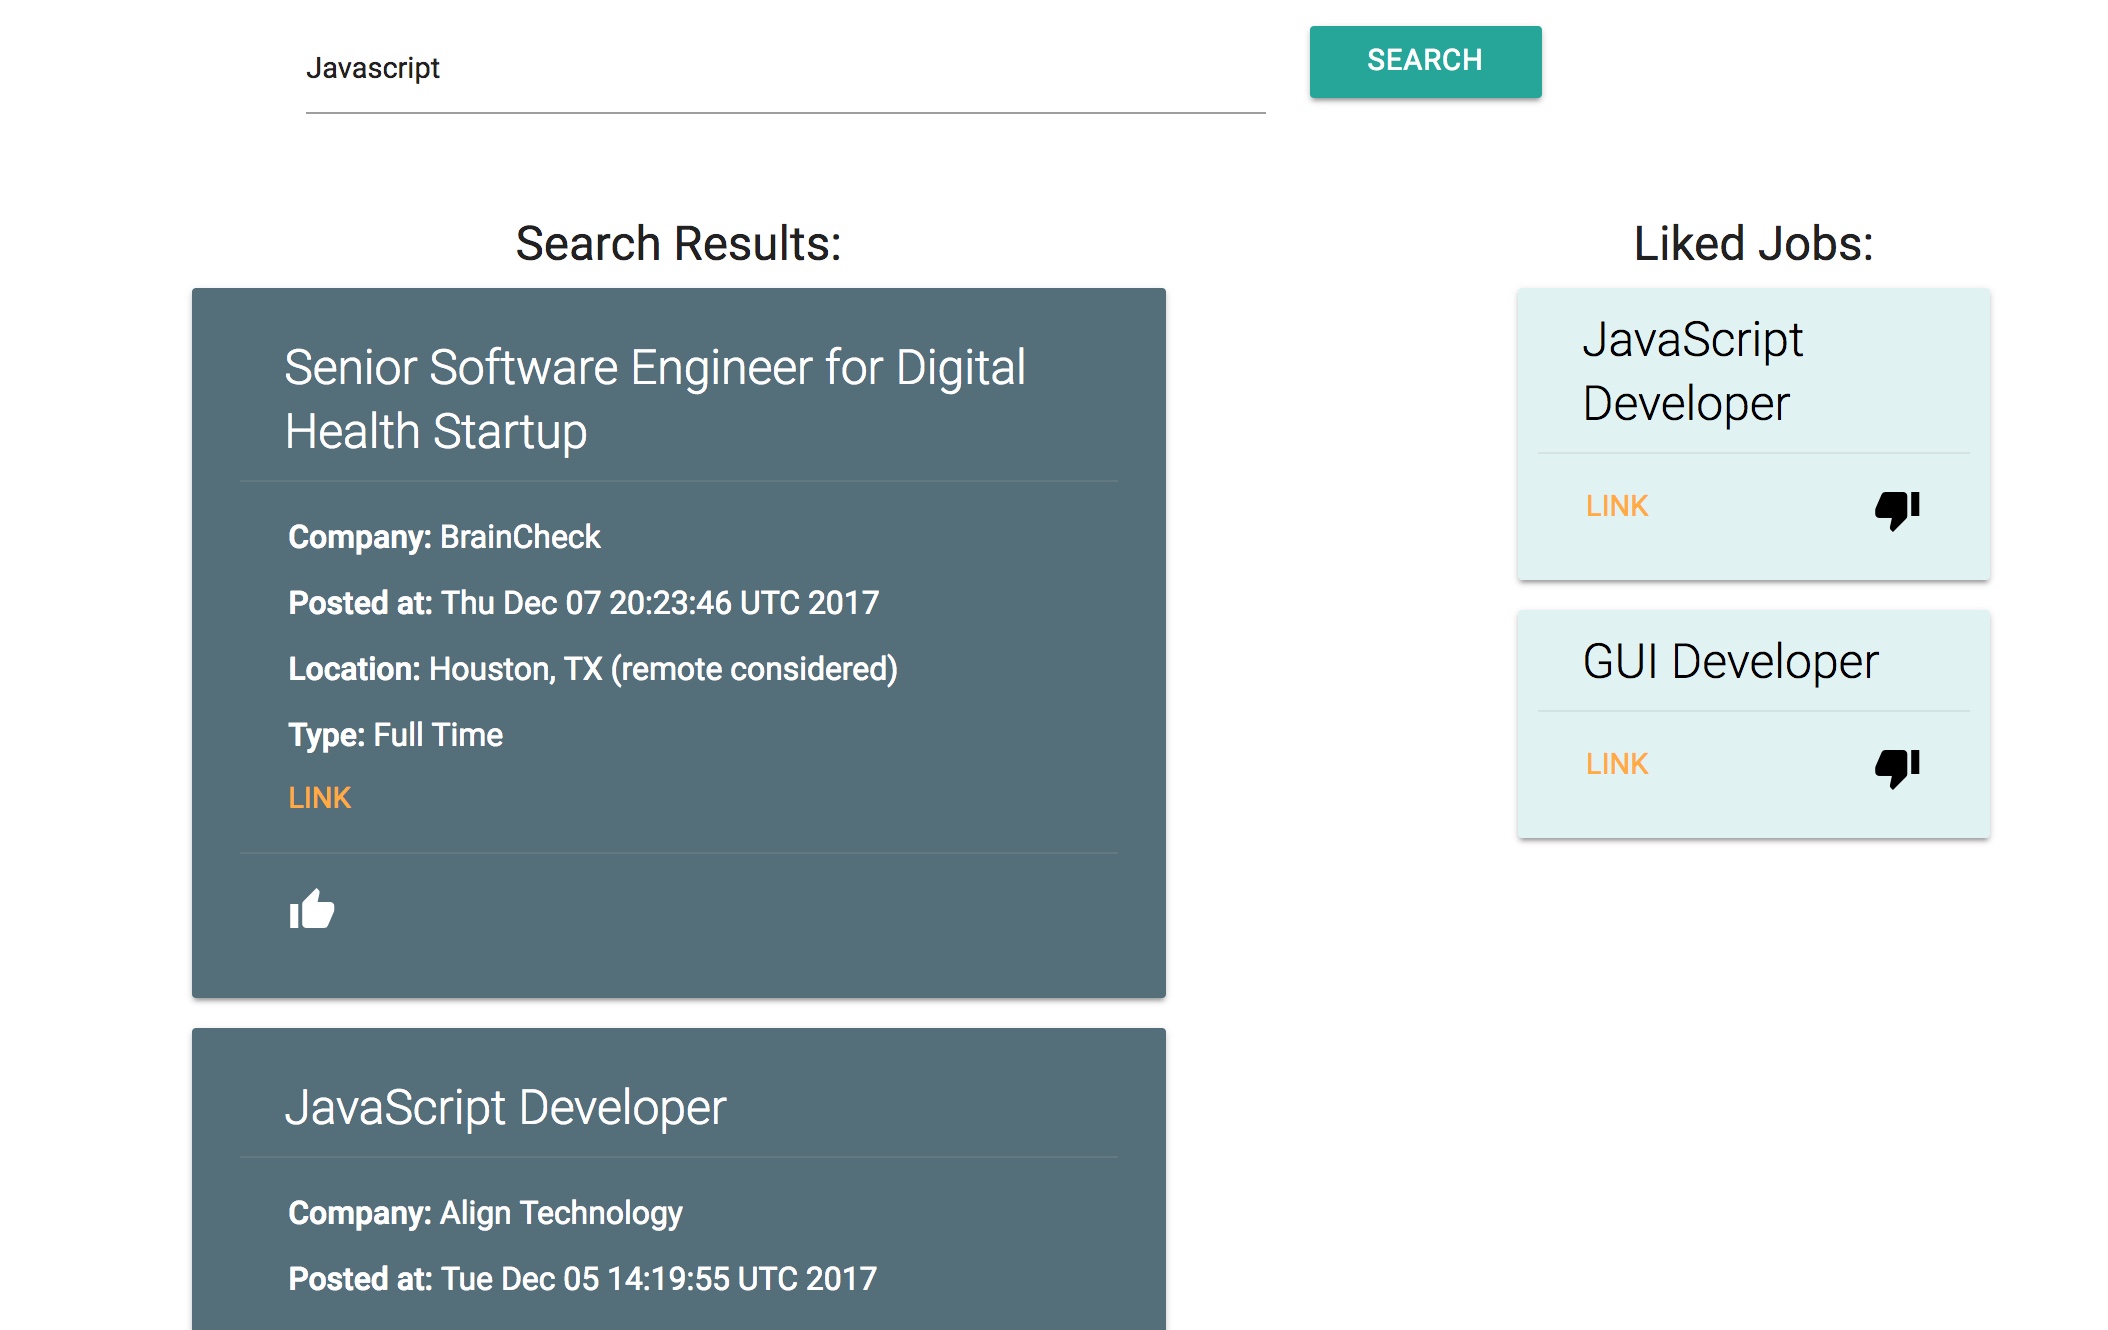 Javascript
SEARCH
Search Results:
Senior Software Engineer for Digital
Health Startup
Company: BrainCheck
Posted at: Thu Dec 07 20:23:46 UTC 2017
Location: Houston, TX (remote considered)
Type: Full Time
LINK
JavaScript Developer
Company: Align Technology
Posted at: Tue Dec 05 14:19:55 UTC 2017
Liked Jobs:
JavaScript
Developer
LINK
GUI Developer
LINK